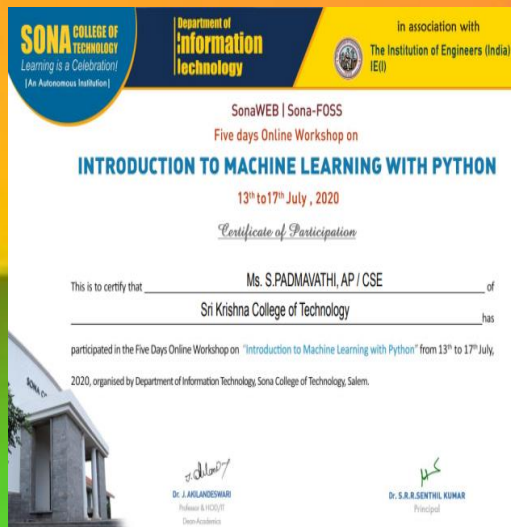 SONA COLLEGE OF
TECHNOLOGY
Learning is a Celebration!
[An Autonomous Institution]
Department of
Information
Technology
in association with
The Institution of Engineers (India)
IE(I)
SonaWEB | Sona-FOSS
Five days Online Workshop on
INTRODUCTION TO MACHINE LEARNING WITH PYTHON
13th to17th July , 2020
Certificate of Participation
This is to certify that Ms. S.PADMAVATHI, AP / CSE of
Sri Krishna College of Technology has
participated in the Five Days Online Workshop on "Introduction to Machine Learning with Python" from 13th to 17th July,
2020, organised by Department of Information Technology, Sona College of Technology, Salem.
SONA CO
Dr. J. AKILANDESWARI
Professor & HOD/IT
Dean-Academics
Dr. S.R.R.SENTHIL KUMAR
Principal